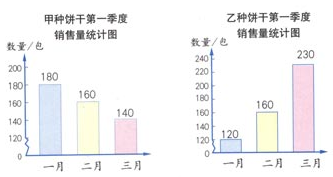 甲种饼干第一季度
销售量统计图
数量/包
200
180
160
140
120
0
180
160
140
一月
二月
三月
乙种饼干第一季度
销售量统计图
数量/包
240
220
200
180
160
140
120
0
120
160
230
一月
二月
三月